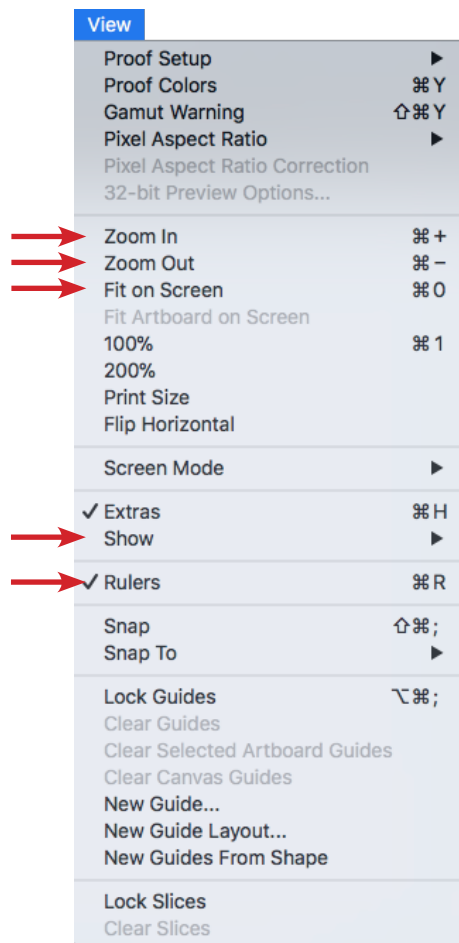 View
Proof Setup ▶
Proof Colors ⌘Y
Gamut Warning ⇧⌘Y
Pixel Aspect Ratio ▶
Pixel Aspect Ratio Correction
32-bit Preview Options...
Zoom In ⌘+
Zoom Out ⌘−
Fit on Screen ⌘0
Fit Artboard on Screen
100% ⌘1
200%
Print Size
Flip Horizontal
Screen Mode ▶
✓ Extras ⌘H
Show ▶
✓ Rulers ⌘R
Snap ⇧⌘;
Snap To ▶
Lock Guides ⌥⌘;
Clear Guides
Clear Selected Artboard Guides
Clear Canvas Guides
New Guide...
New Guide Layout...
New Guides From Shape
Lock Slices
Clear Slices